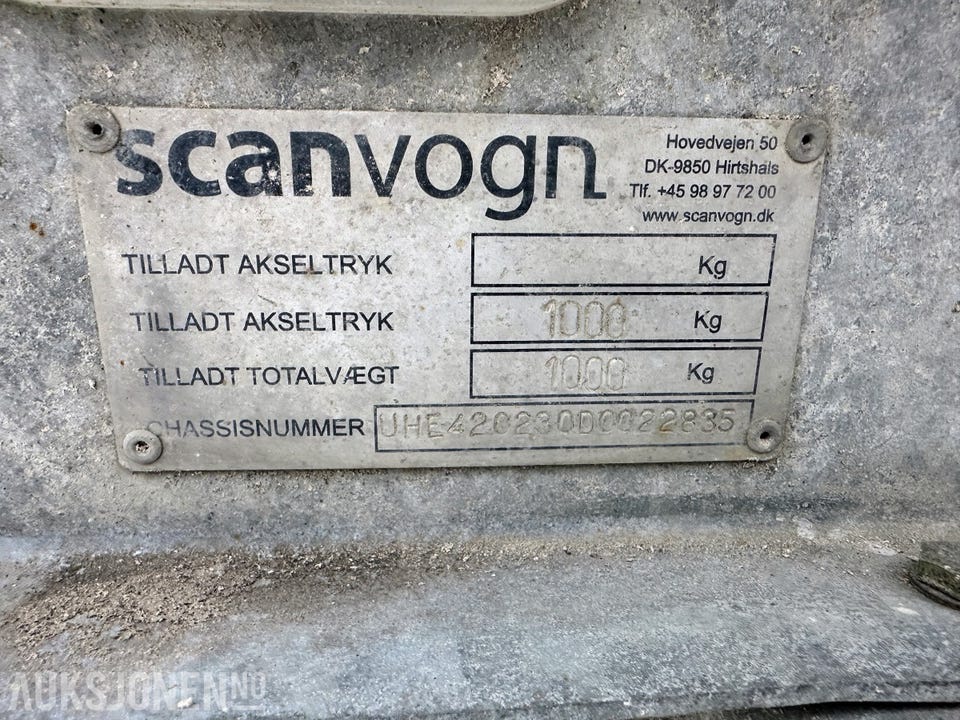 scanvogn
Hovedvejen 50
DK-9850 Hirtshals
Tlf. +45 98 97 72 00
www.scanvogn.dk
TILLADT AKSELTRYK Kg
TILLADT AKSELTRYK 1000 Kg
TILLADT TOTALVÆGT 1000 Kg
CHASSISNUMMER UHE420230D0022835
AUKSJONEN.NO